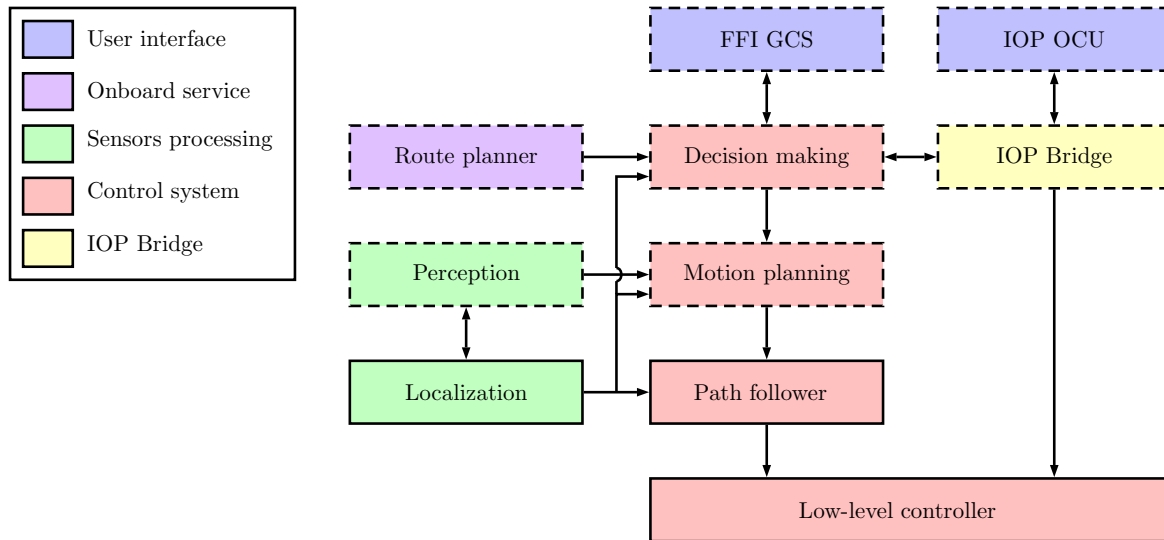 User interface
Onboard service
Sensors processing
Control system
IOP Bridge
FFI GCS
IOP OCU
Route planner
Decision making
IOP Bridge
Perception
Motion planning
Localization
Path follower
Low-level controller